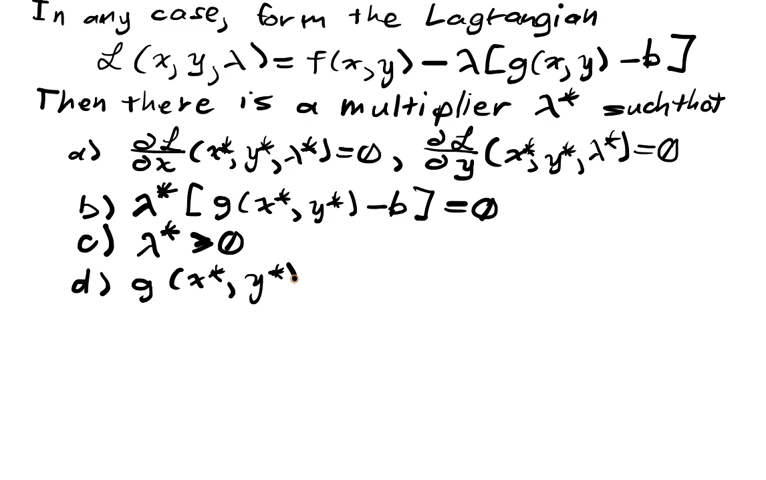 In any case, form the Lagrangian
ℒ(x, y, λ) = f(x, y) − λ[g(x, y) − b]
Then there is a multiplier λ* such that
a) ∂ℒ/∂x (x*, y*, λ*) = 0, ∂ℒ/∂y (x*, y*, λ*) = 0
b) λ* [g(x*, y*) − b] = 0
c) λ* ≥ 0
d) g (x*, y*)